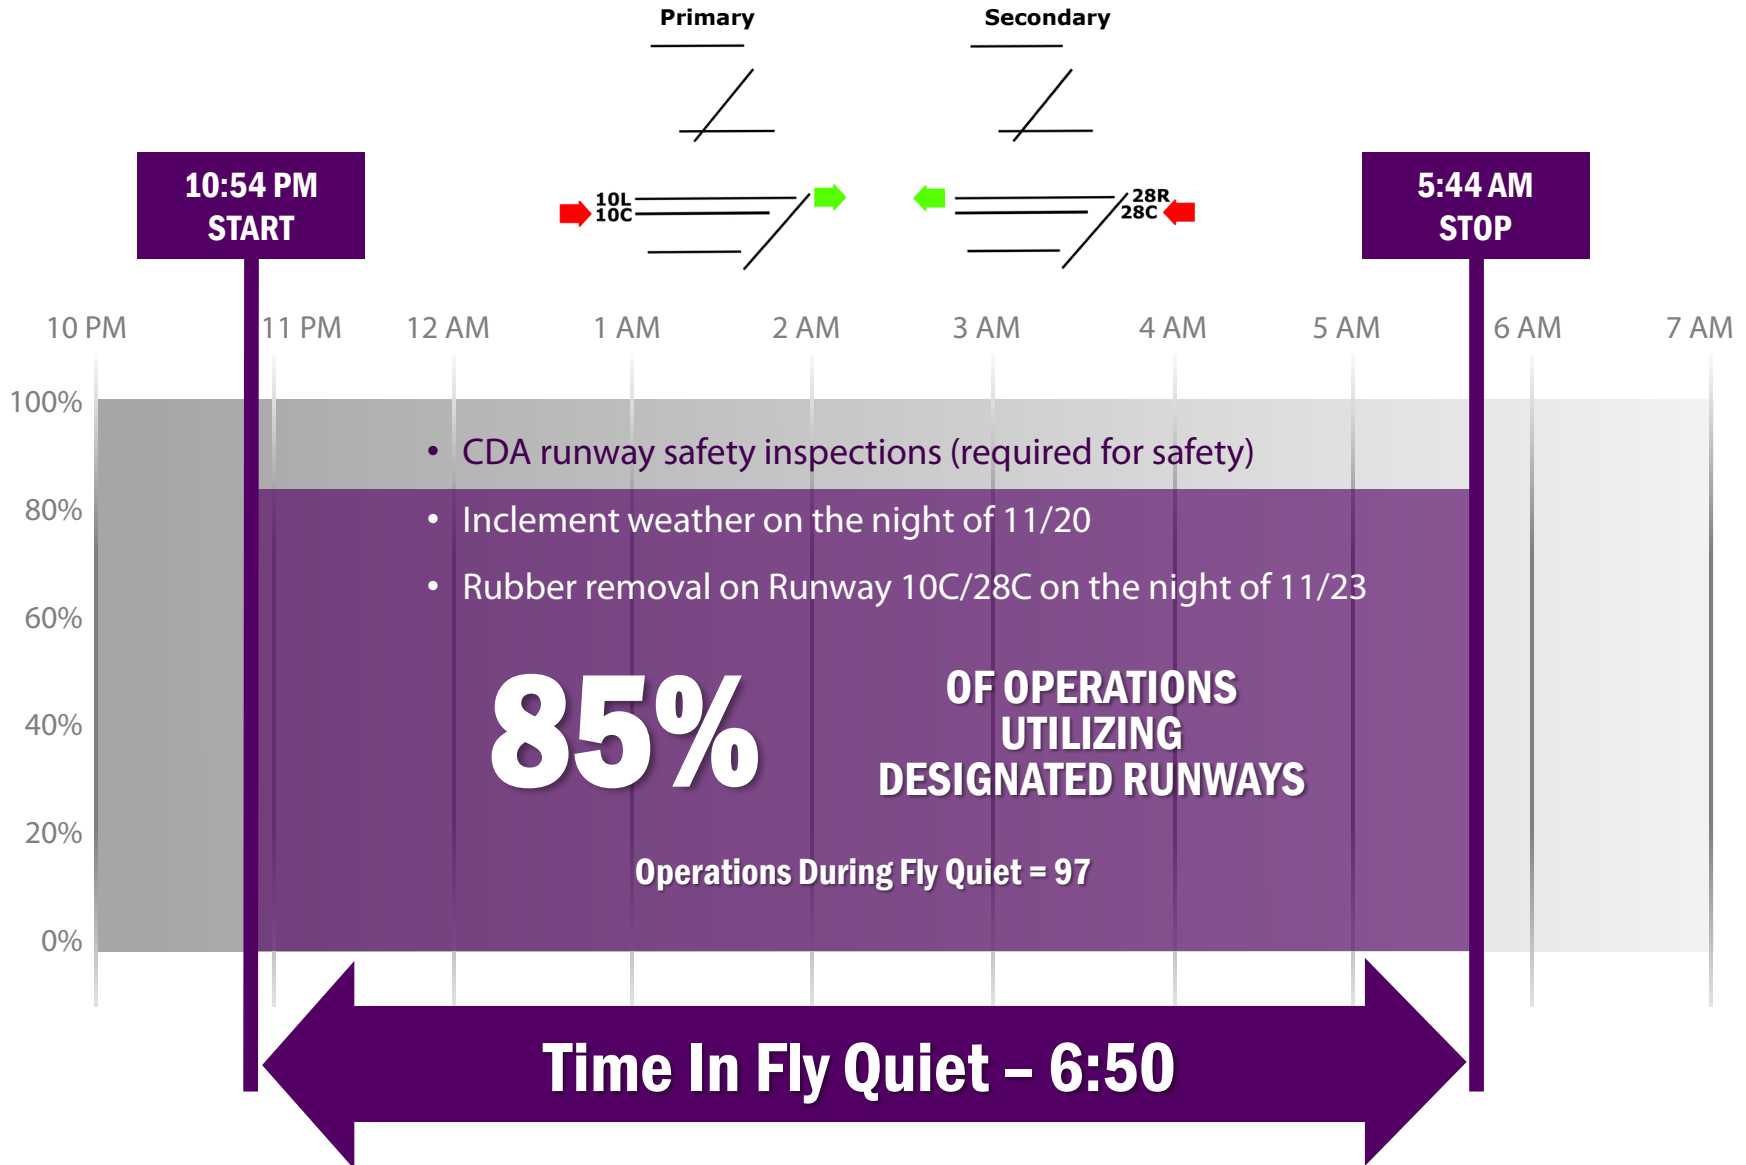 Primary
Secondary
10:54 PM
START
10L
10C
28R
28C
5:44 AM
STOP
10 PM
11 PM
12 AM
1 AM
2 AM
3 AM
4 AM
5 AM
6 AM
7 AM
100%
80%
60%
40%
20%
0%
• CDA runway safety inspections (required for safety)
• Inclement weather on the night of 11/20
• Rubber removal on Runway 10C/28C on the night of 11/23
85%
OF OPERATIONS
UTILIZING
DESIGNATED RUNWAYS
Operations During Fly Quiet = 97
Time In Fly Quiet – 6:50